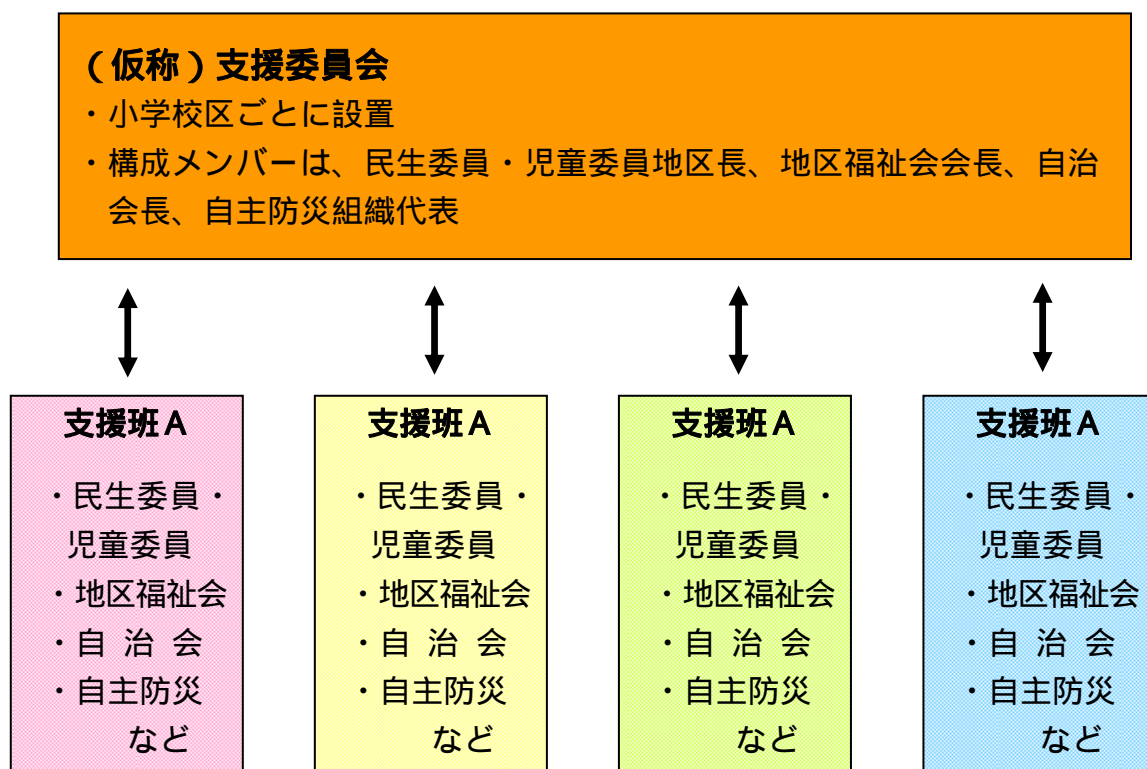 （仮称）支援委員会
・小学校区ごとに設置
・構成メンバーは、民生委員・児童委員地区長、地区福祉会会長、自治
会長、自主防災組織代表
支援班Ａ
・民生委員・
児童委員
・地区福祉会
・自 治 会
・自主防災
など
支援班Ａ
・民生委員・
児童委員
・地区福祉会
・自 治 会
・自主防災
など
支援班Ａ
・民生委員・
児童委員
・地区福祉会
・自 治 会
・自主防災
など
支援班Ａ
・民生委員・
児童委員
・地区福祉会
・自 治 会
・自主防災
など